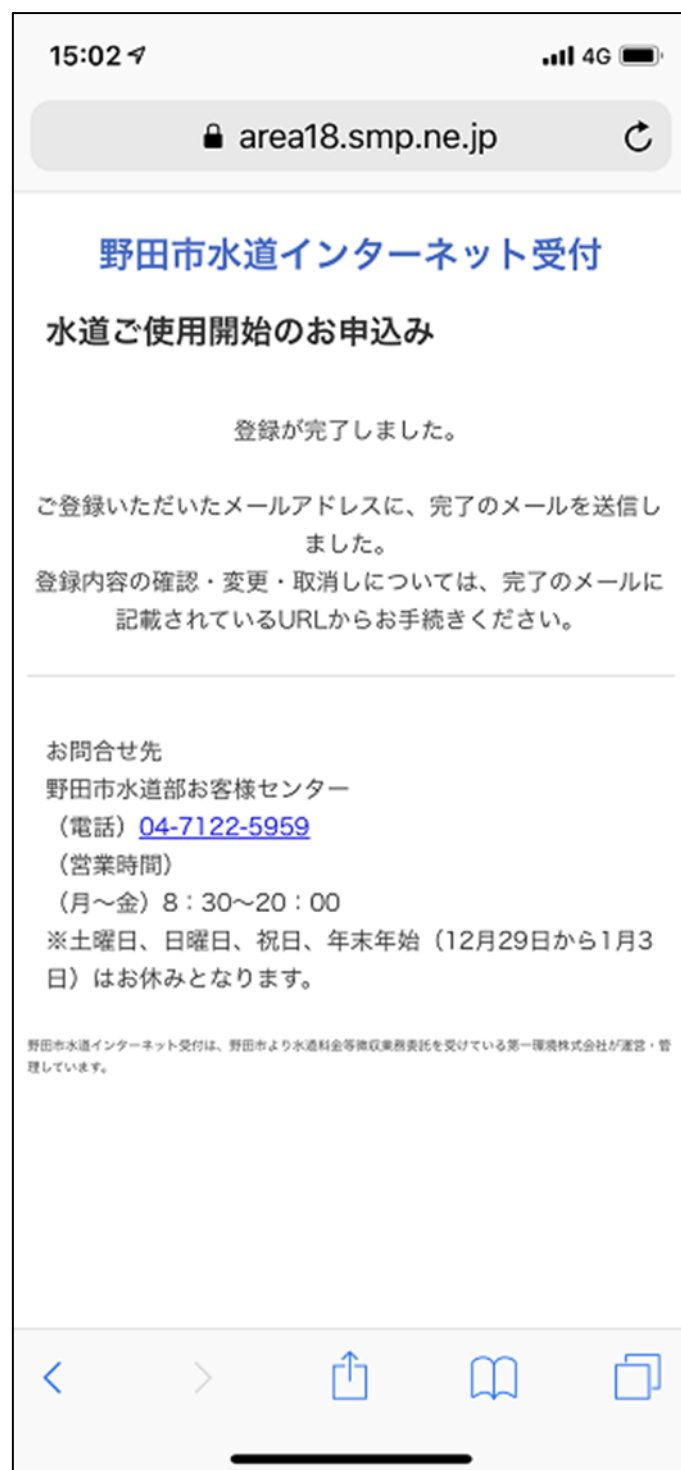 15:02
4G
area18.smp.ne.jp
野田市水道インターネット受付
水道ご使用開始のお申込み
登録が完了しました。
ご登録いただいたメールアドレスに、完了のメールを送信し
ました。
登録内容の確認・変更・取消しについては、完了のメールに
記載されているURLからお手続きください。
お問合せ先
野田市水道部お客様センター
（電話）04-7122-5959
（営業時間）
（月～金）8：30～20：00
※土曜日、日曜日、祝日、年末年始（12月29日から1月3
日）はお休みとなります。
野田市水道インターネット受付は、野田市より水道料金等徴収業務委託を受けている第一環境株式会社が運営・管
理しています。